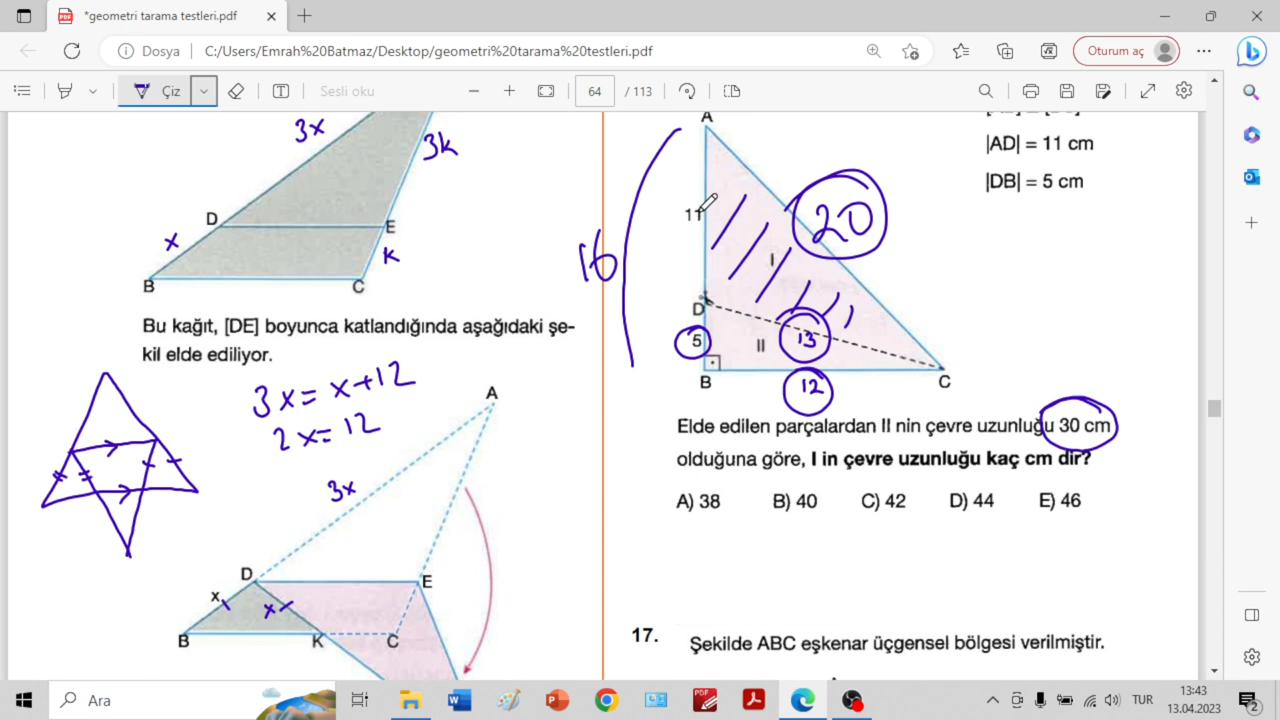 *geometri tarama testleri.pdf
Dosya
C:/Users/Emrah%20Batmaz/Desktop/geometri%20tarama%20testleri.pdf
Oturum aç
Çiz
Sesli oku
64 / 113
3x
3k
D
E
x
k
B
C
Bu kağıt, [DE] boyunca katlandığında aşağıdaki şe-
kil elde ediliyor.
3x = x+12
2x = 12
A
3x
D
E
x
x
B
K
C
A
|AD| = 11 cm
|DB| = 5 cm
11
20
16
I
D
5
II
13
B
12
C
Elde edilen parçalardan II nin çevre uzunluğu 30 cm
olduğuna göre, I in çevre uzunluğu kaç cm dir?
A) 38 B) 40 C) 42 D) 44 E) 46
17. Şekilde ABC eşkenar üçgensel bölgesi verilmiştir.
Ara
TUR
13:43
13.04.2023
2